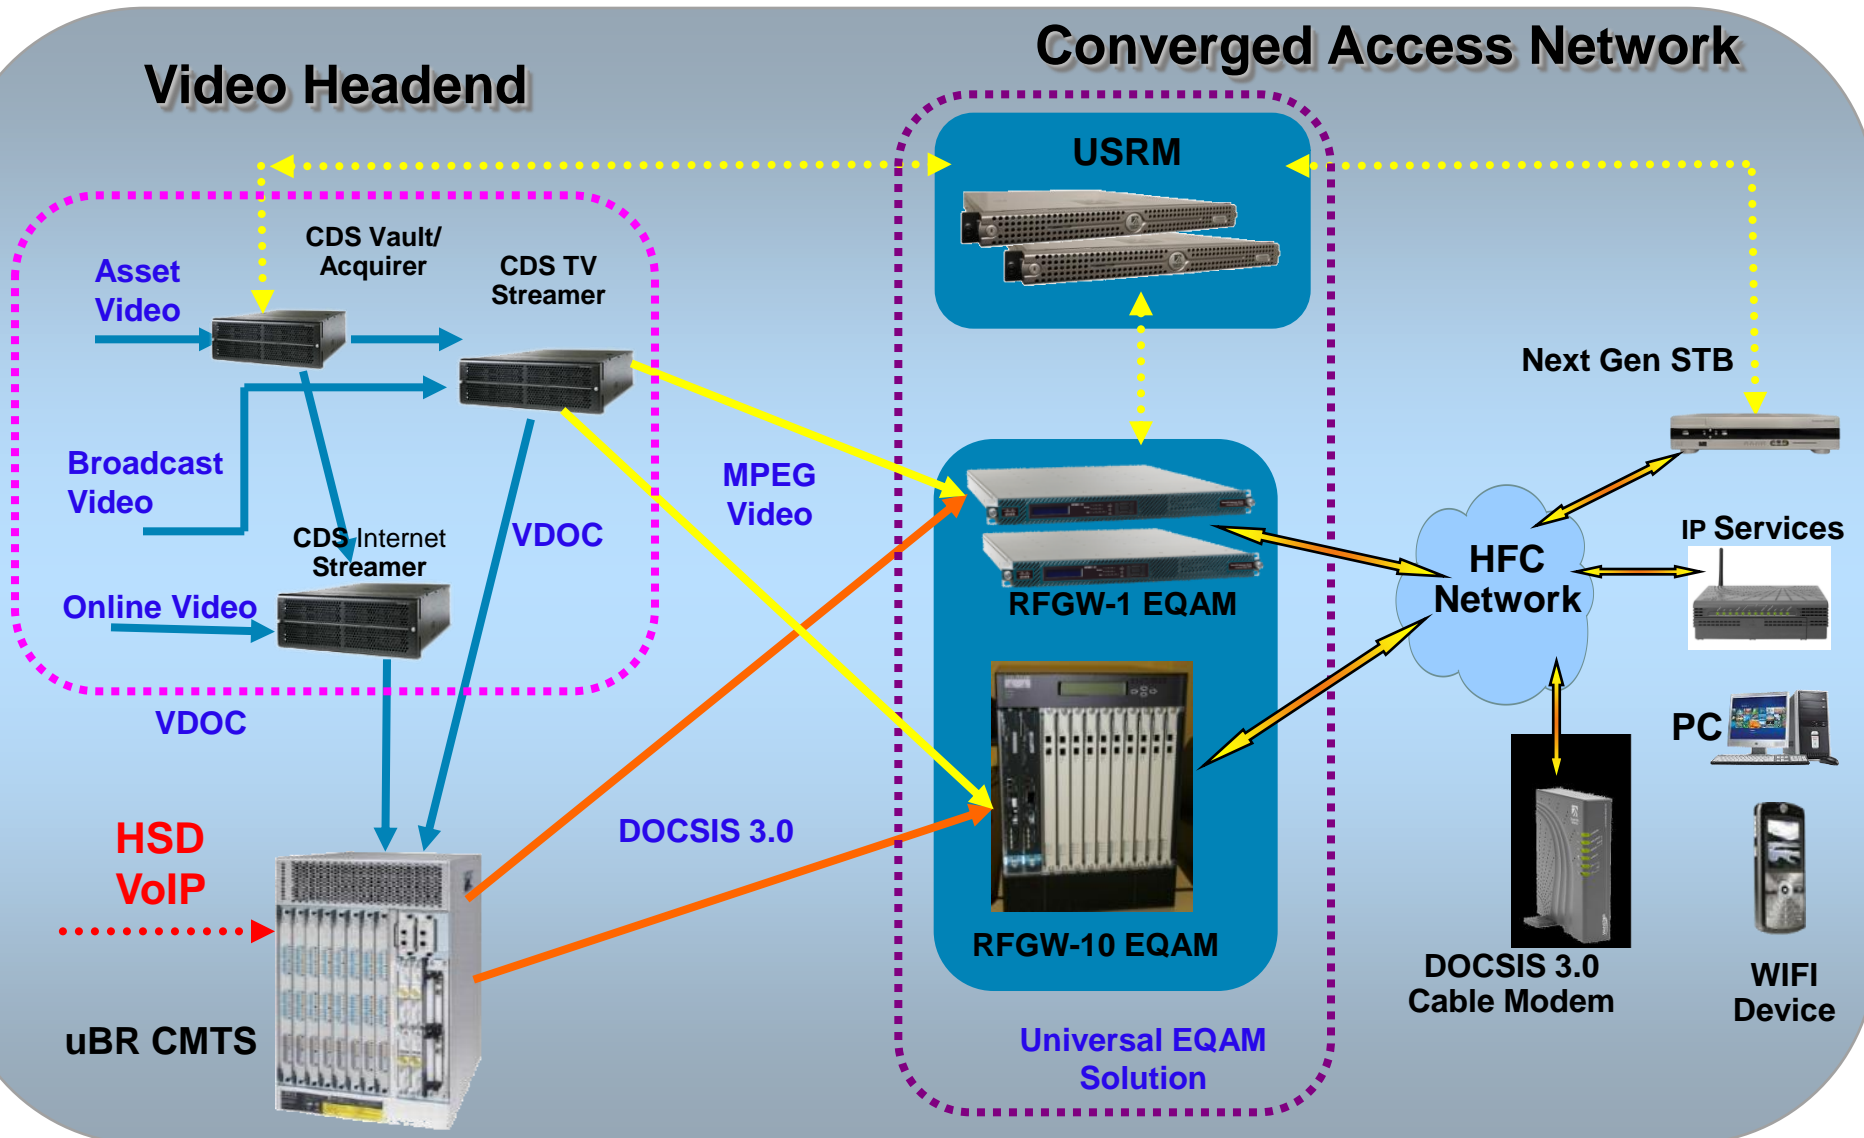 Video Headend
Converged Access Network
USRM
CDS Vault/
Acquirer
CDS TV
Streamer
Asset
Video
Next Gen STB
Broadcast
Video
MPEG
Video
VDOC
CDS Internet
Streamer
Online Video
HFC
Network
IP Services
RFGW-1 EQAM
VDOC
PC
HSD
VoIP
DOCSIS 3.0
RFGW-10 EQAM
DOCSIS 3.0
Cable Modem
WIFI
Device
uBR CMTS
Universal EQAM
Solution